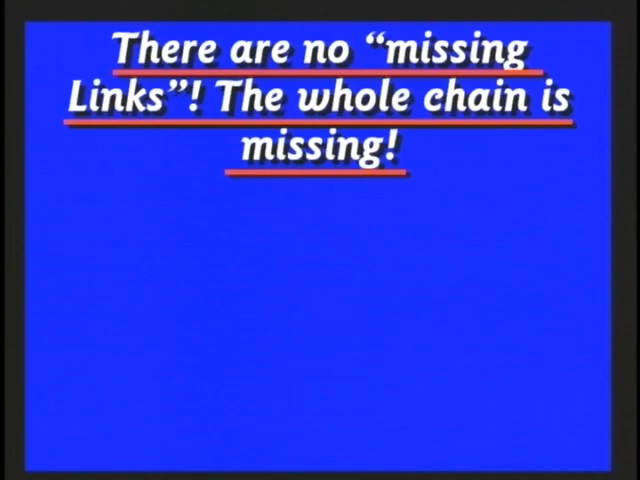 There are no “missing
Links”! The whole chain is
missing!